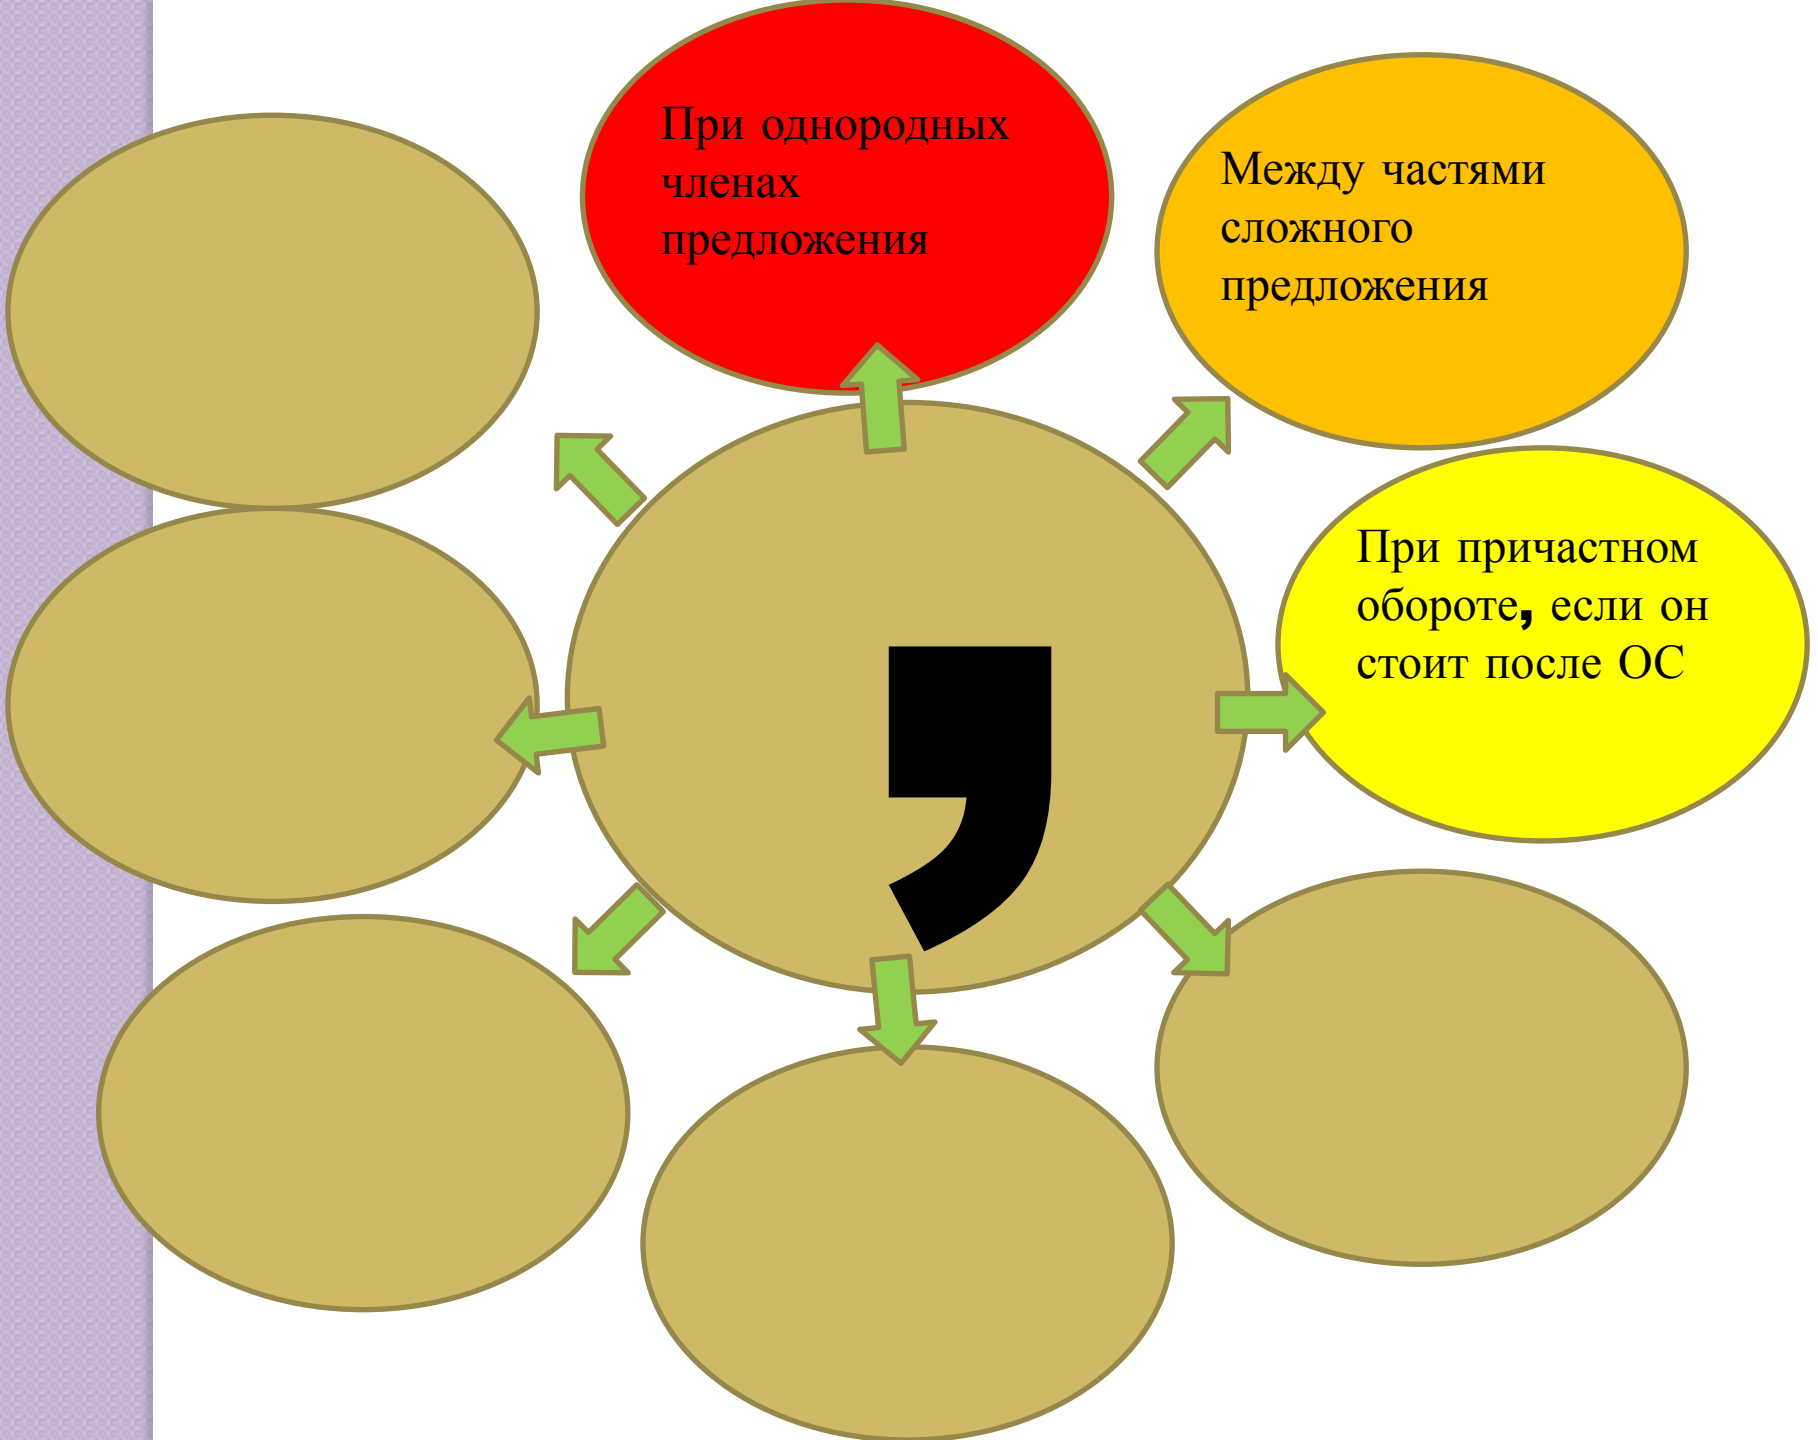 При однородных
членах
предложения
Между частями
сложного
предложения
При причастном
обороте, если он
стоит после ОС
,